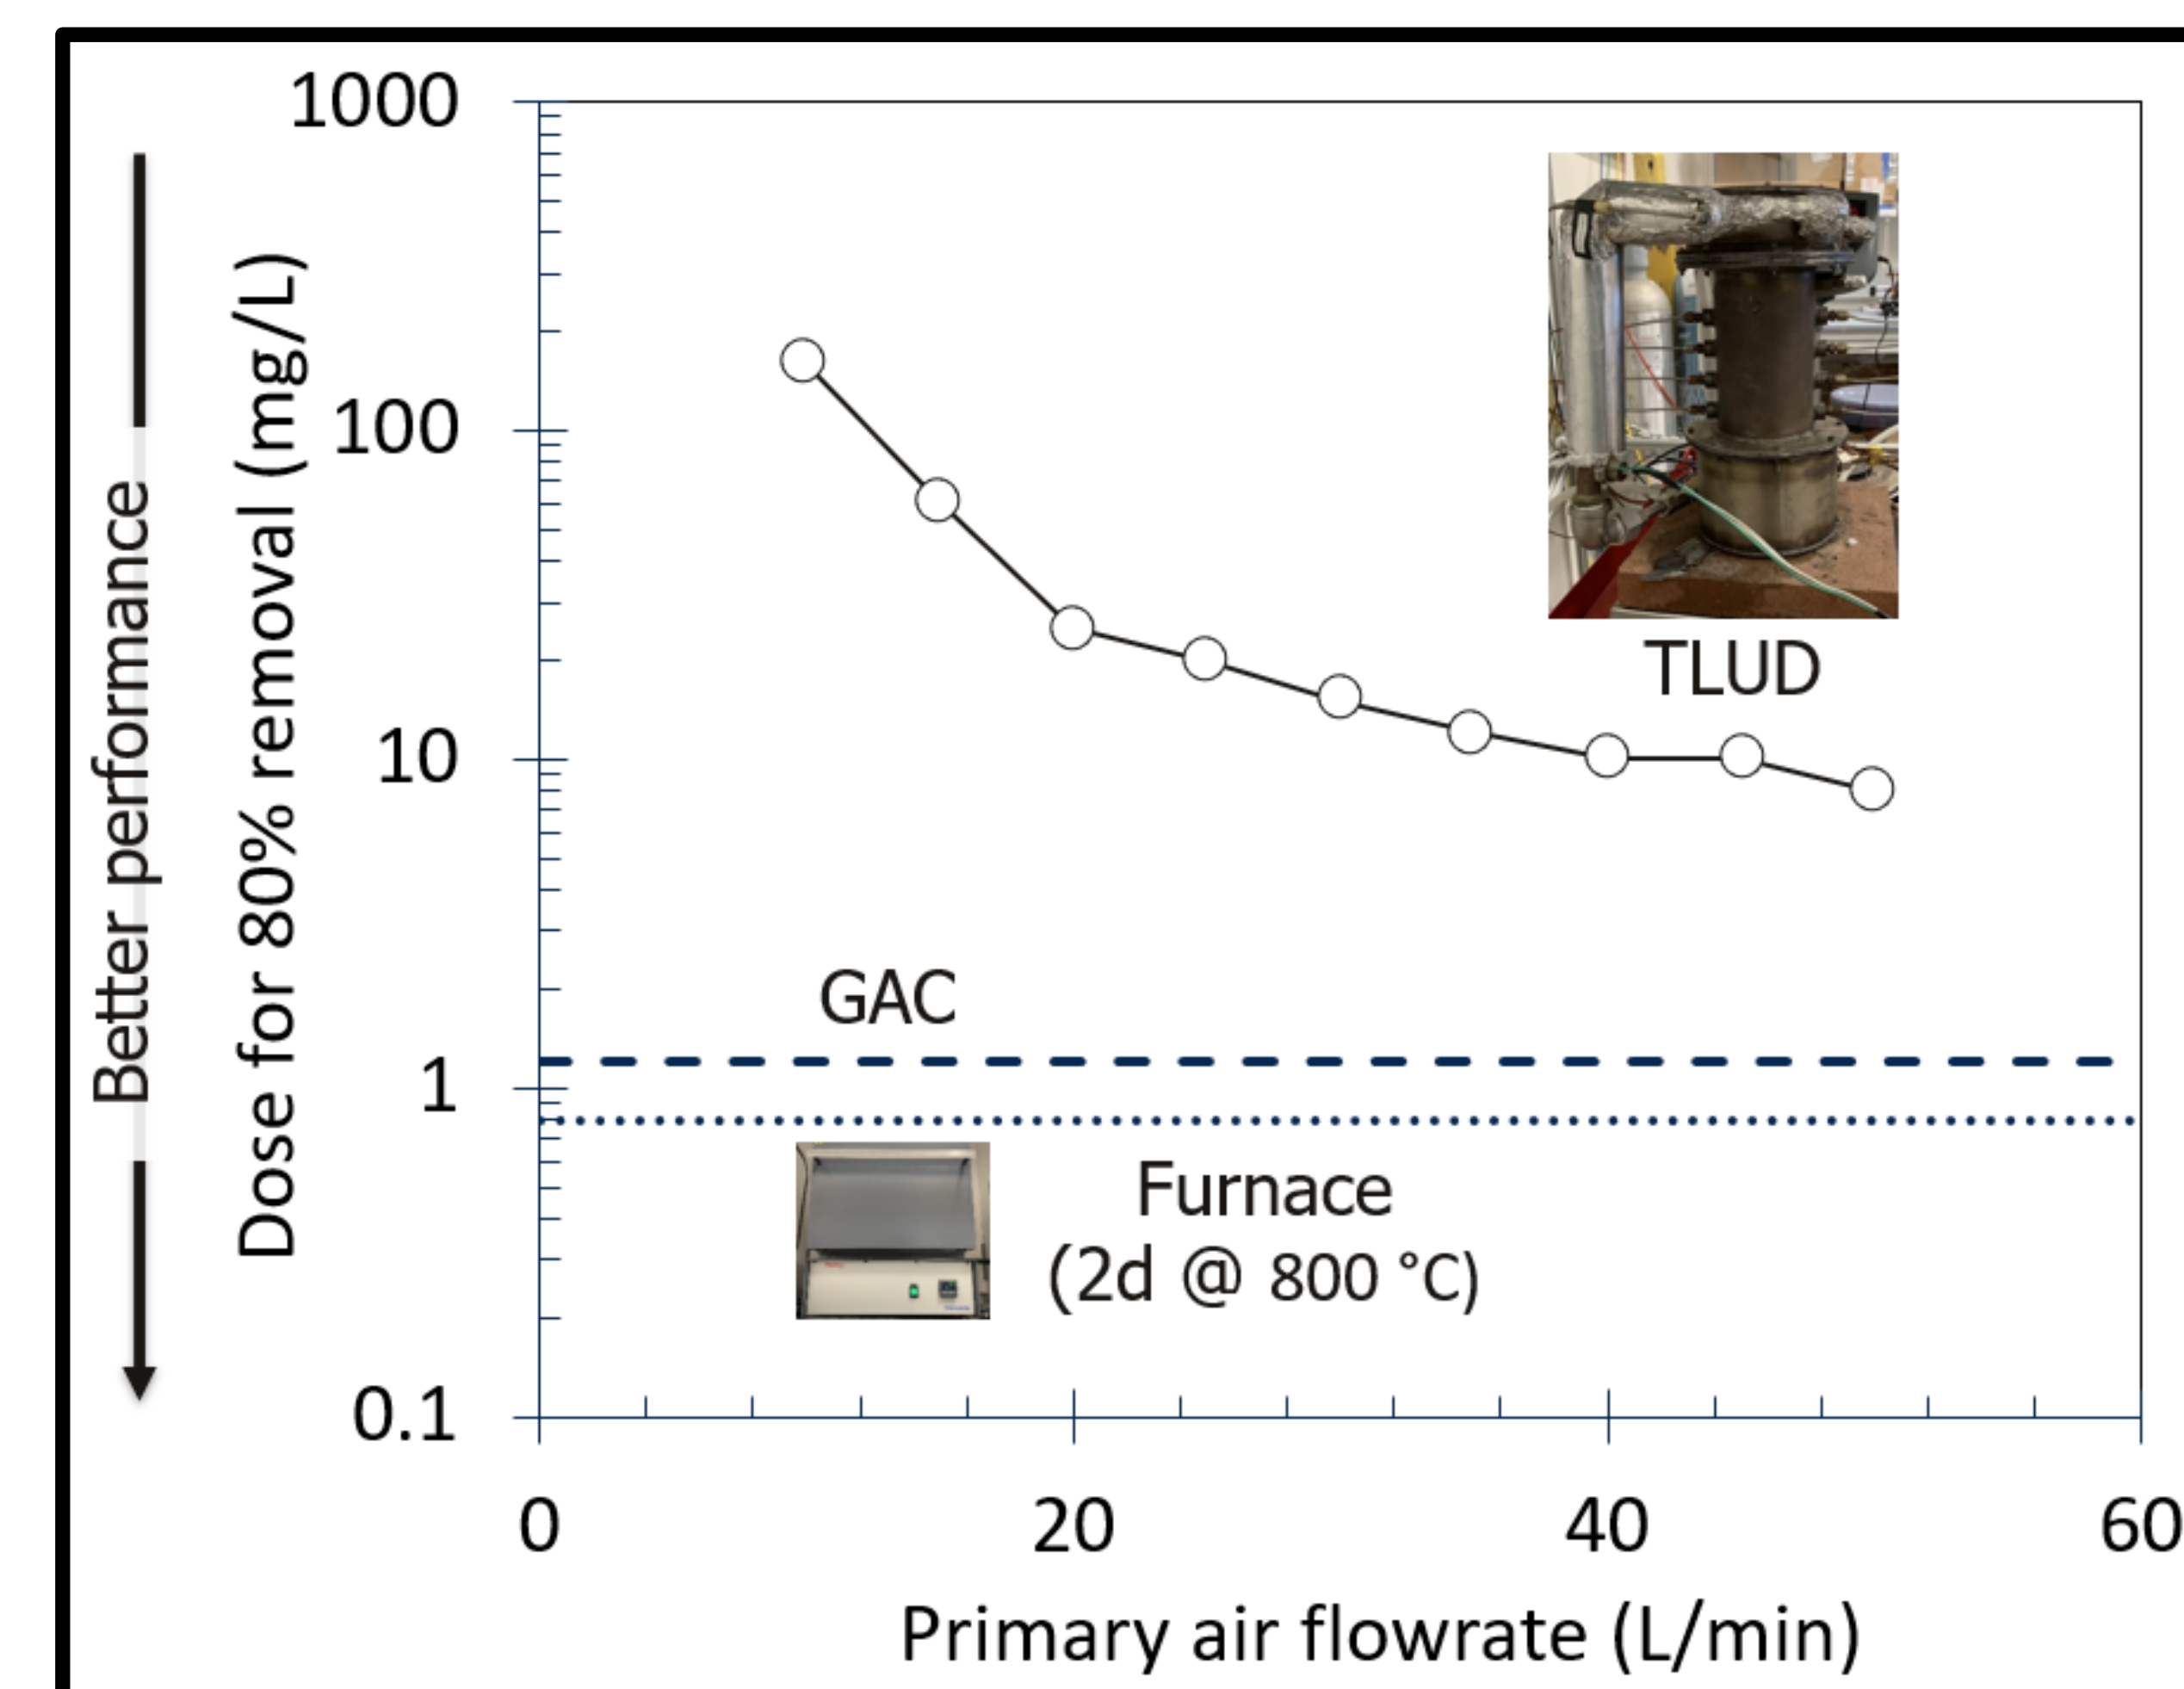 Better performance
Dose for 80% removal (mg/L)
1000
100
10
1
0.1
TLUD
GAC
Furnace
(2d @ 800 °C)
0
20
40
60
Primary air flowrate (L/min)